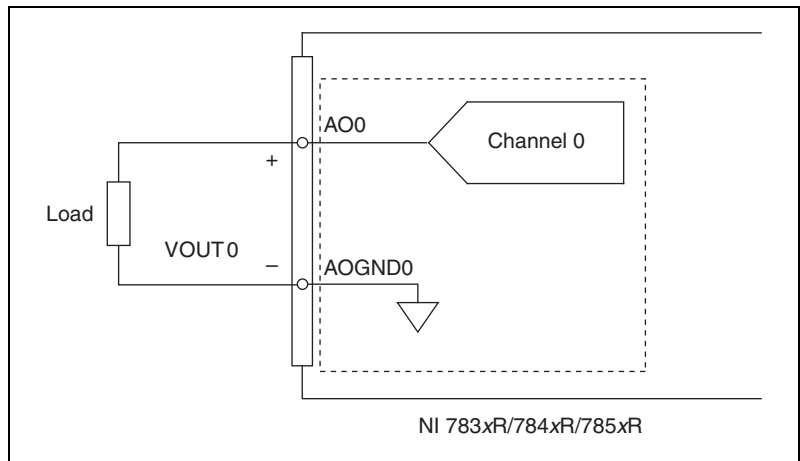 AO0
Channel 0
+
Load
VOUT0
–
AOGND0
NI 783xR/784xR/785xR